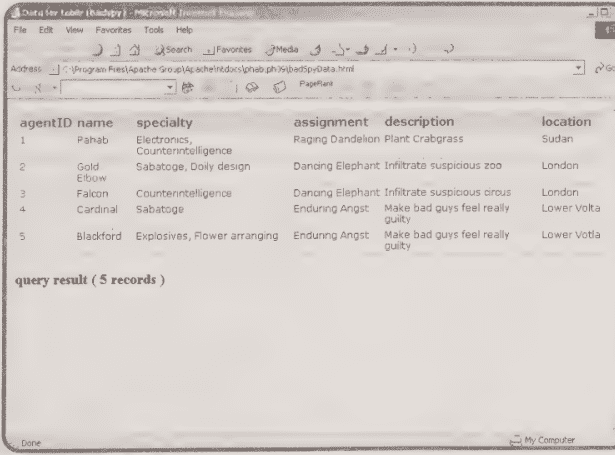 Data for table (badSpy) - Microsoft Internet Explorer
File Edit View Favorites Tools Help
Search Favorites Media
Address C:\Program Files\Apache Group\Apache\htdocs\phab\ph09\badSpyData.html Go
PageRank
agentID name specialty assignment description location
1 Pahab Electronics, Raging Dandelion Plant Crabgrass Sudan
Counterintelligence
2 Gold Sabatoge, Doily design Dancing Elephant Infiltrate suspicious zoo London
Elbow
3 Falcon Counterintelligence Dancing Elephant Infiltrate suspicious circus London
4 Cardinal Sabatoge Enduring Angst Make bad guys feel really Lower Volta
guilty
5 Blackford Explosives, Flower arranging Enduring Angst Make bad guys feel really Lower Votla
guilty
query result ( 5 records )
Done My Computer